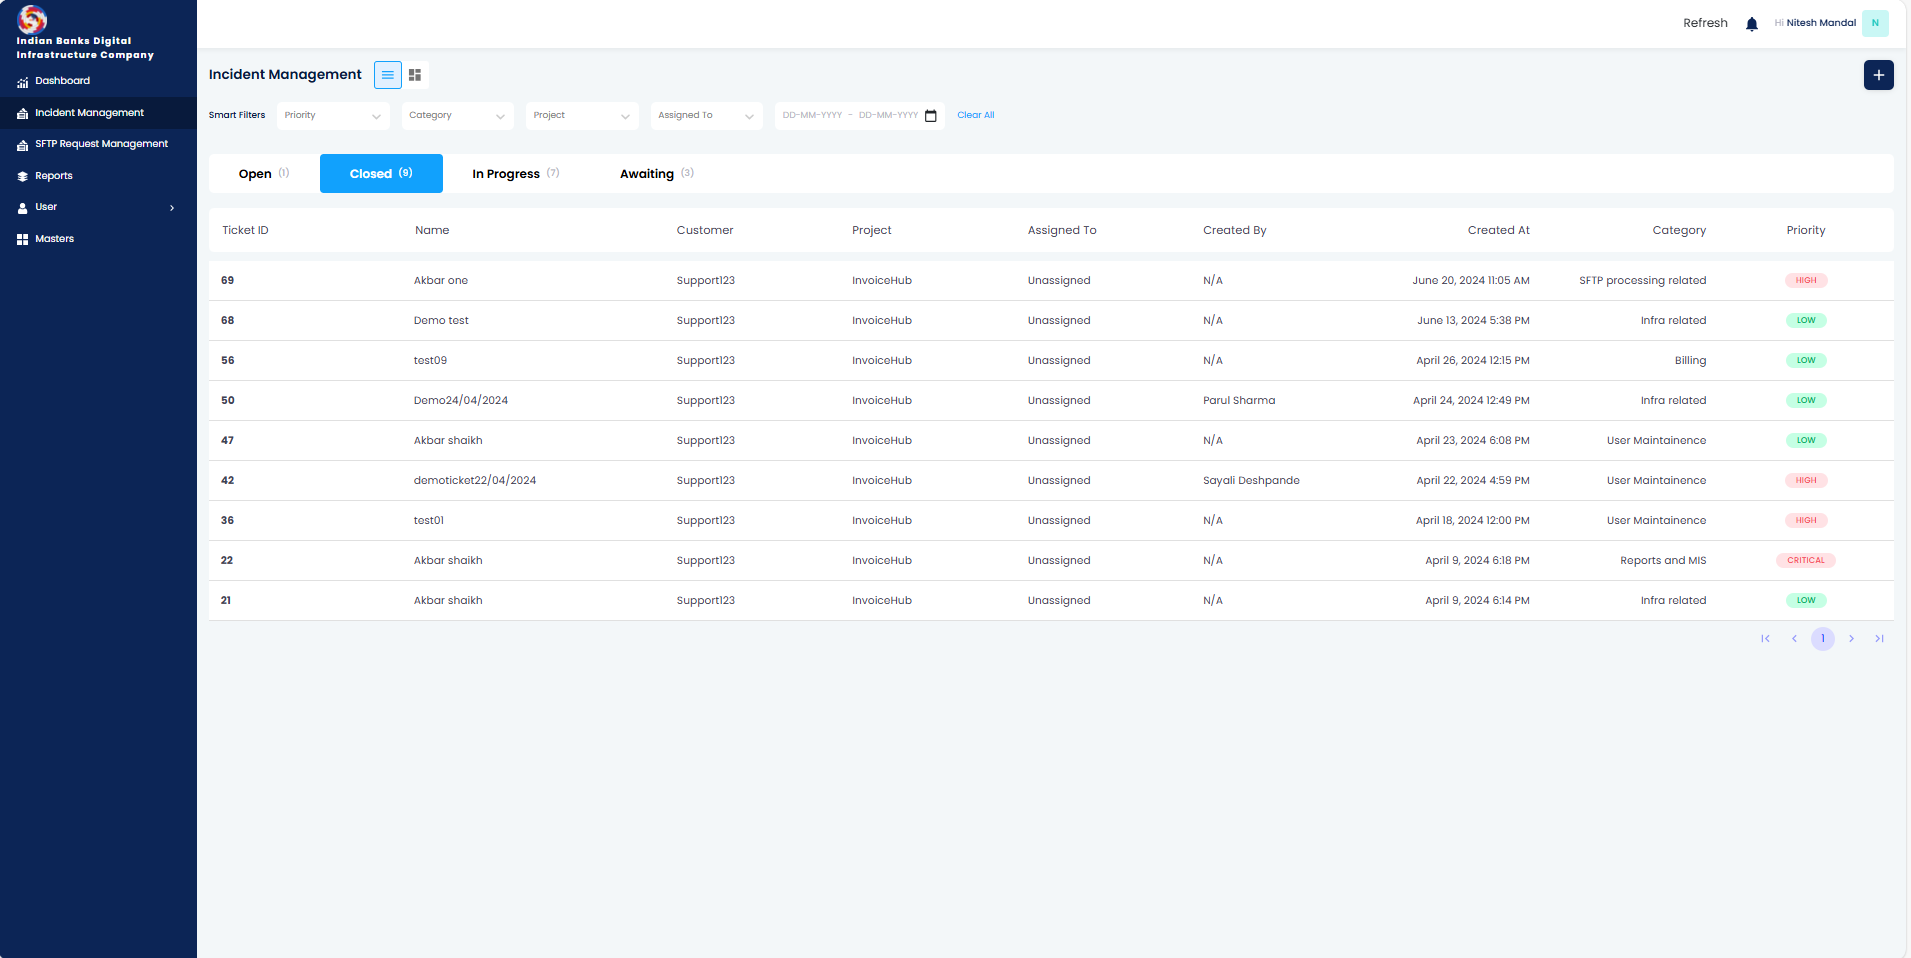 Indian Banks Digital
Infrastructure Company
Dashboard
Incident Management
SFTP Request Management
Reports
User
Masters
Refresh
Hi Nitesh Mandal N
Incident Management
Smart Filters Priority Category Project Assigned To DD-MM-YYYY - DD-MM-YYYY Clear All
Open (1) Closed (9) In Progress (7) Awaiting (3)
Ticket ID Name Customer Project Assigned To Created By Created At Category Priority
69 Akbar one Support123 InvoiceHub Unassigned N/A June 20, 2024 11:05 AM SFTP processing related HIGH
68 Demo test Support123 InvoiceHub Unassigned N/A June 13, 2024 5:38 PM Infra related LOW
56 test09 Support123 InvoiceHub Unassigned N/A April 26, 2024 12:15 PM Billing LOW
50 Demo24/04/2024 Support123 InvoiceHub Unassigned Parul Sharma April 24, 2024 12:49 PM Infra related LOW
47 Akbar shaikh Support123 InvoiceHub Unassigned N/A April 23, 2024 6:08 PM User Maintainence LOW
42 demoticket22/04/2024 Support123 InvoiceHub Unassigned Sayali Deshpande April 22, 2024 4:59 PM User Maintainence HIGH
36 test01 Support123 InvoiceHub Unassigned N/A April 18, 2024 12:00 PM User Maintainence HIGH
22 Akbar shaikh Support123 InvoiceHub Unassigned N/A April 9, 2024 6:18 PM Reports and MIS CRITICAL
21 Akbar shaikh Support123 InvoiceHub Unassigned N/A April 9, 2024 6:14 PM Infra related LOW
1